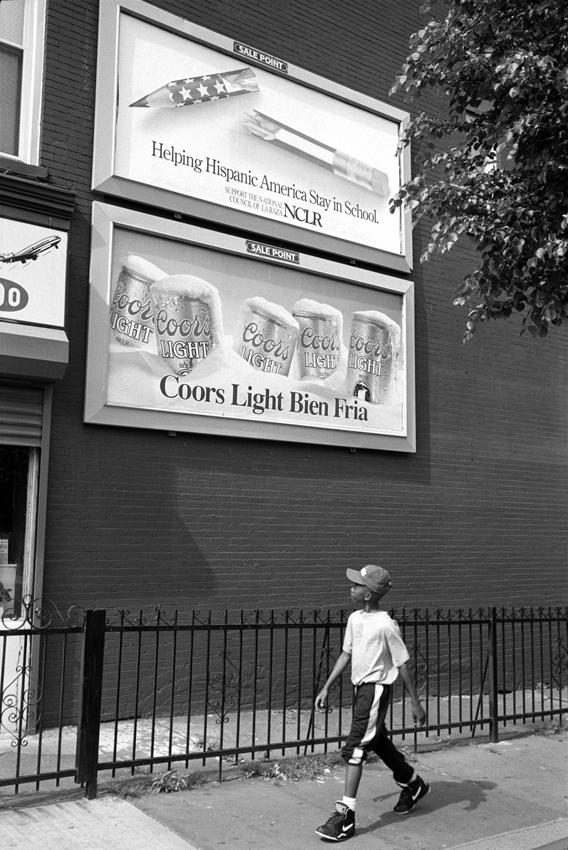 SALE POINT
Helping Hispanic America Stay in School.
SUPPORT THE NATIONAL
COUNCIL OF LA RAZA
NCLR
SALE POINT
Coors
LIGHT
Coors
LIGHT
Coors
LIGHT
Coors
LIGHT
Coors
LIGHT
Coors Light Bien Fria